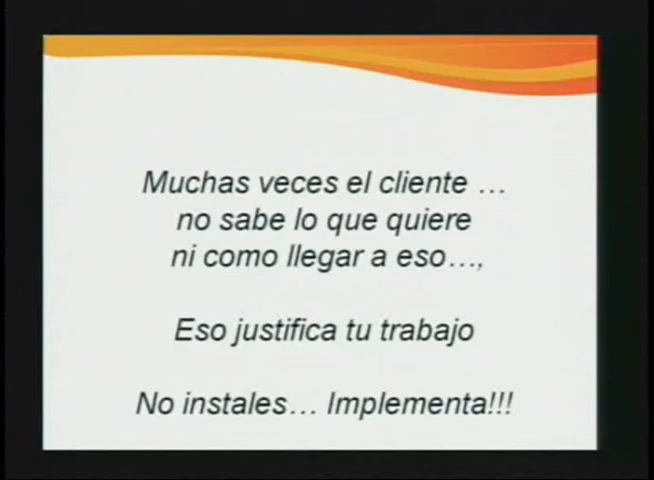 Muchas veces el cliente …
no sabe lo que quiere
ni como llegar a eso…,
Eso justifica tu trabajo
No instales… Implementa!!!